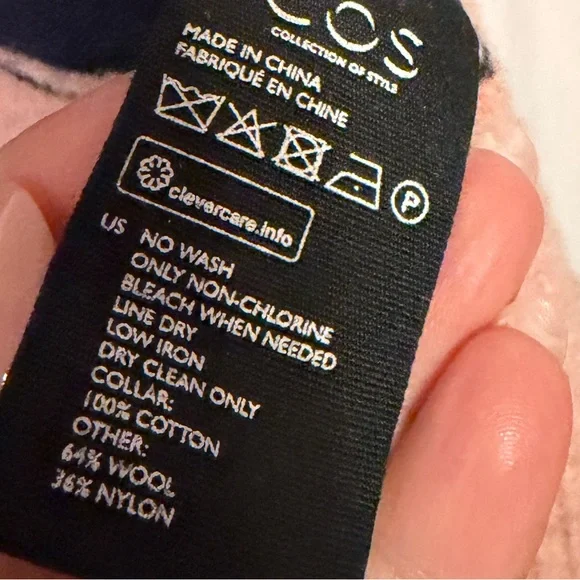 COS
COLLECTION OF STYLE
MADE IN CHINA
FABRIQUÉ EN CHINE
P
clevercare.info
US NO WASH
ONLY NON-CHLORINE
BLEACH WHEN NEEDED
LINE DRY
LOW IRON
DRY CLEAN ONLY
COLLAR:
100% COTTON
OTHER:
64% WOOL
36% NYLON